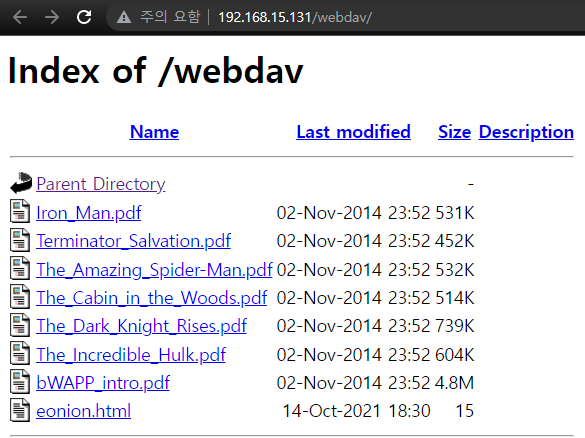 주의 요함 | 192.168.15.131/webdav/
Index of /webdav
Name Last modified Size Description
Parent Directory -
Iron_Man.pdf 02-Nov-2014 23:52 531K
Terminator_Salvation.pdf 02-Nov-2014 23:52 452K
The_Amazing_Spider-Man.pdf 02-Nov-2014 23:52 532K
The_Cabin_in_the_Woods.pdf 02-Nov-2014 23:52 514K
The_Dark_Knight_Rises.pdf 02-Nov-2014 23:52 739K
The_Incredible_Hulk.pdf 02-Nov-2014 23:52 604K
bWAPP_intro.pdf 02-Nov-2014 23:52 4.8M
eonion.html 14-Oct-2021 18:30 15